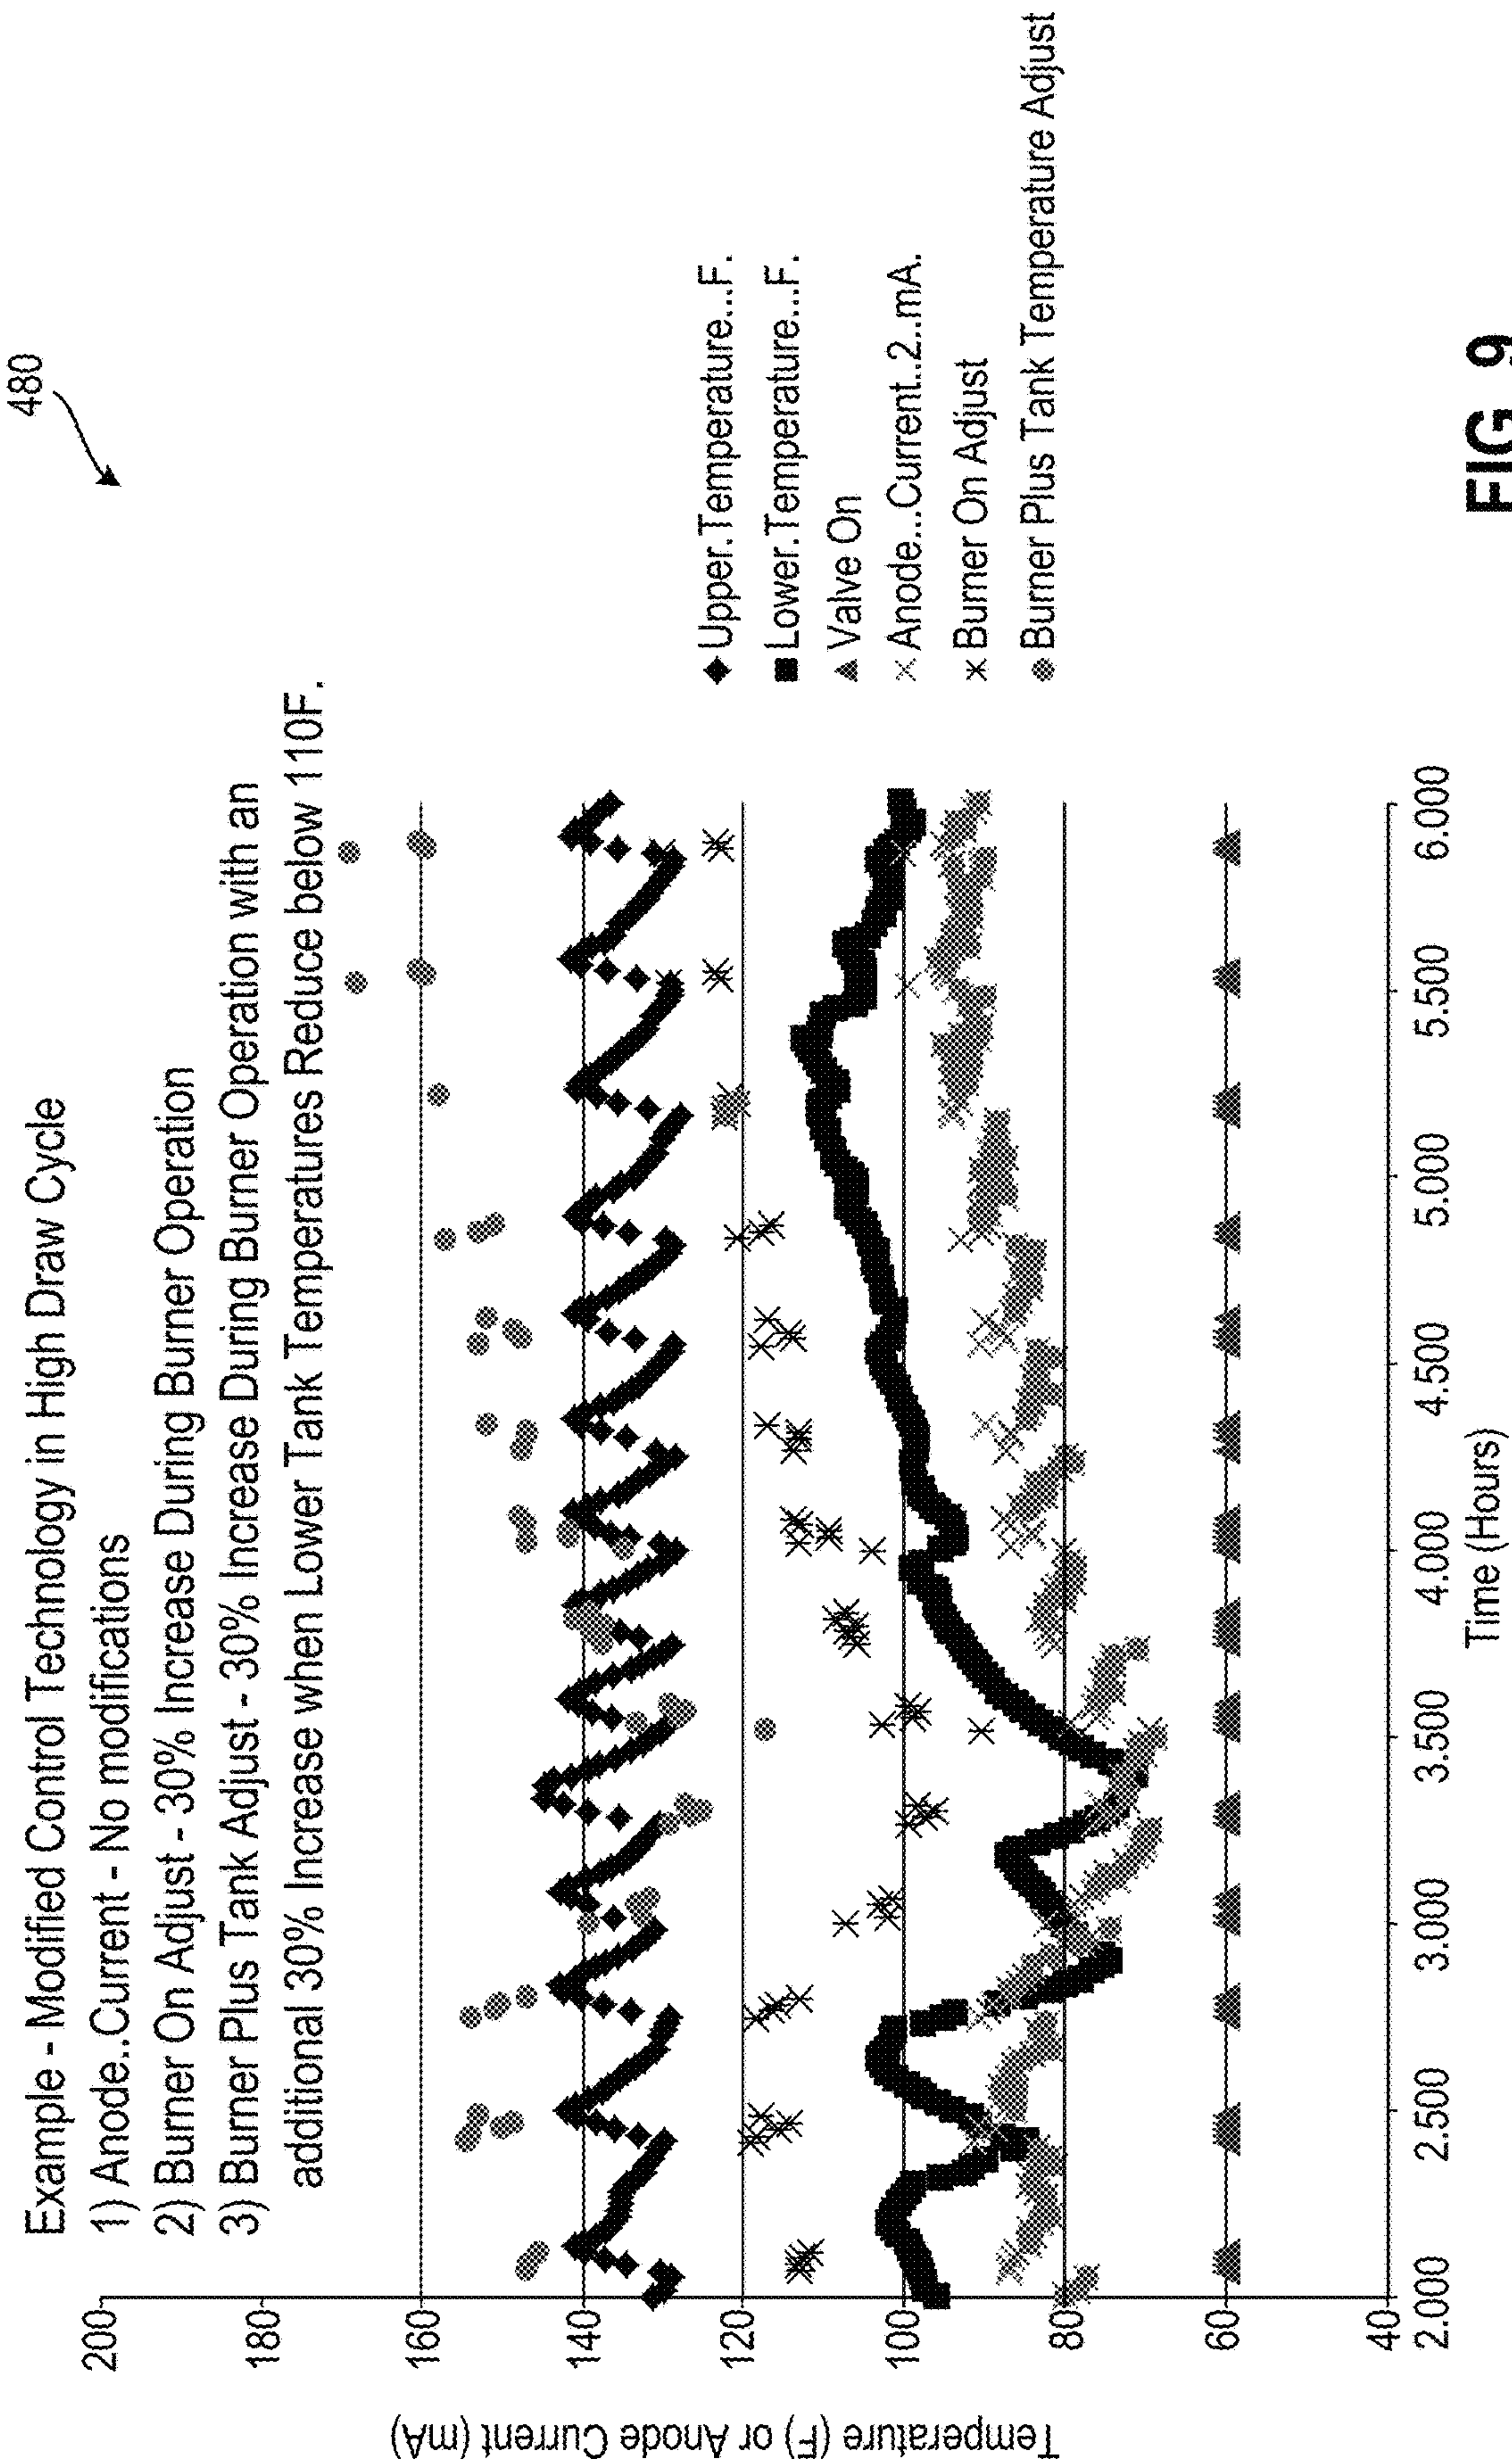 480
Example - Modified Control Technology in High Draw Cycle
1) Anode..Current - No modifications
2) Burner On Adjust - 30% Increase During Burner Operation
3) Burner Plus Tank Adjust - 30% Increase During Burner Operation with an
additional 30% Increase when Lower Tank Temperatures Reduce below 110F.
Temperature (F) or Anode Current (mA)
200
180
160
140
120
100
80
60
40
2.000
2.500
3.000
3.500
4.000
4.500
5.000
5.500
6.000
Time (Hours)
Upper.Temperature...F.
Lower.Temperature...F.
Valve On
Anode...Current..2..mA.
Burner On Adjust
Burner Plus Tank Temperature Adjust
FIG. 9